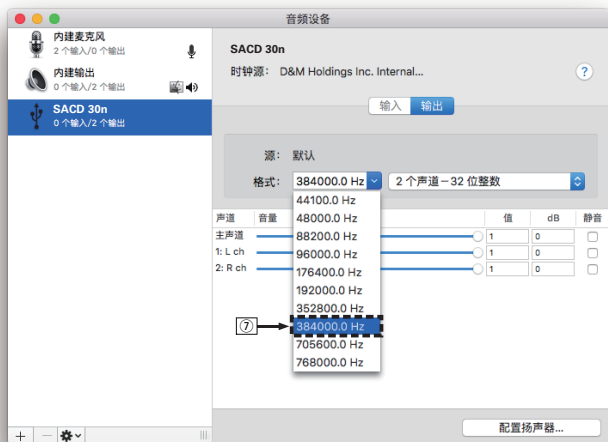 音频设备
内建麦克风
2 个输入/0 个输出
内建输出
0 个输入/2 个输出
SACD 30n
0 个输入/2 个输出
SACD 30n
时钟源： D&M Holdings Inc. Internal...
?
输入 输出
源： 默认
格式： 384000.0 Hz 2 个声道－32 位整数
44100.0 Hz
48000.0 Hz
88200.0 Hz
96000.0 Hz
176400.0 Hz
192000.0 Hz
352800.0 Hz
⑦ 384000.0 Hz
705600.0 Hz
768000.0 Hz
声道 音量 值 dB 静音
主声道 1 0
1: L ch 1 0
2: R ch 1 0
配置扬声器...